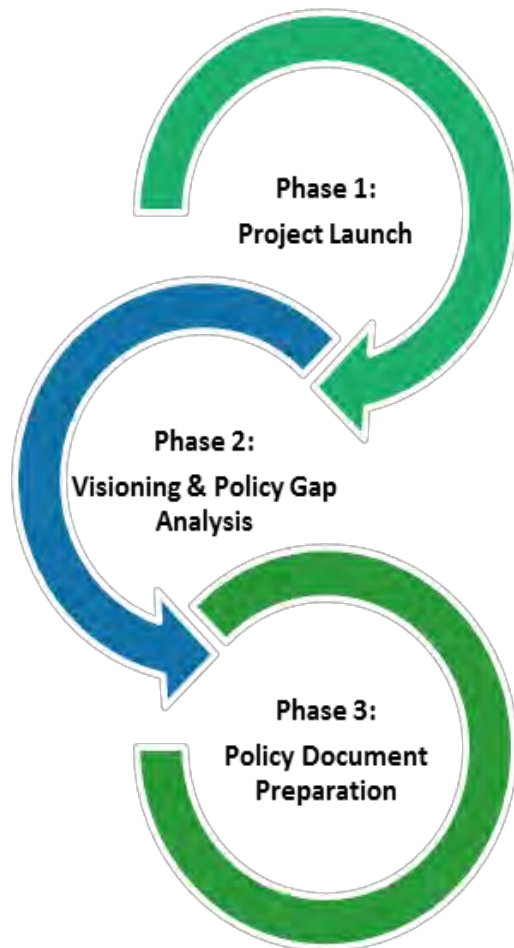 Phase 1:
Project Launch
Phase 2:
Visioning & Policy Gap
Analysis
Phase 3:
Policy Document
Preparation